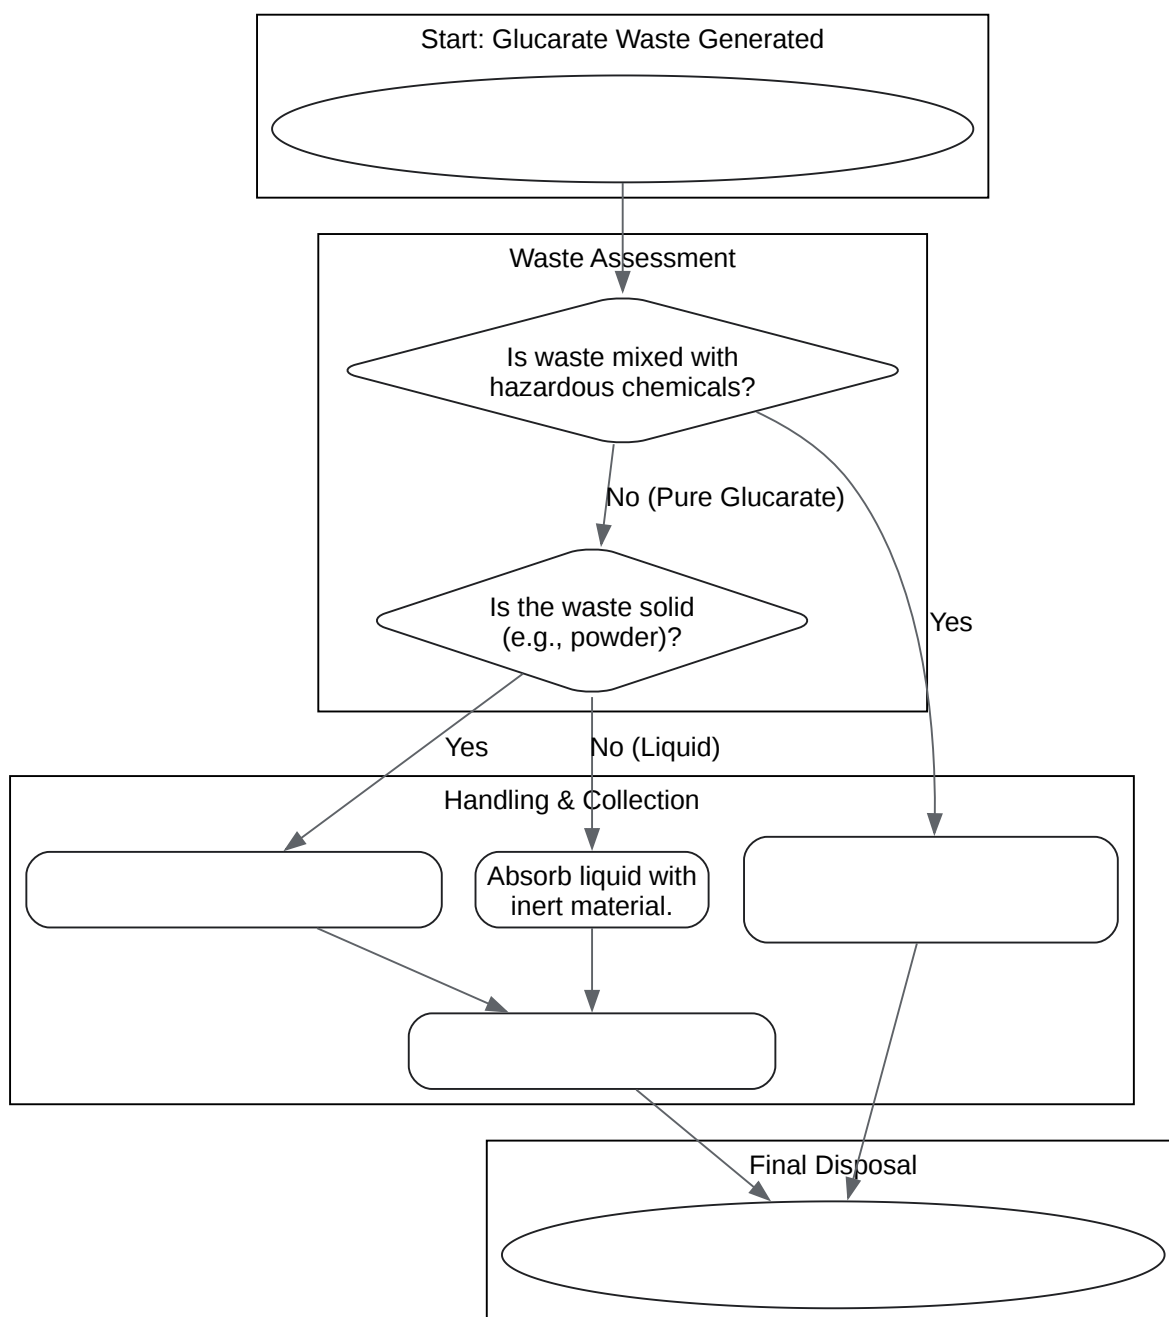 Start: Glucarate Waste Generated
Waste Assessment
Is waste mixed with
hazardous chemicals?
No (Pure Glucarate)
Is the waste solid
(e.g., powder)?
Yes
Yes
No (Liquid)
Handling & Collection
Absorb liquid with
inert material.
Final Disposal